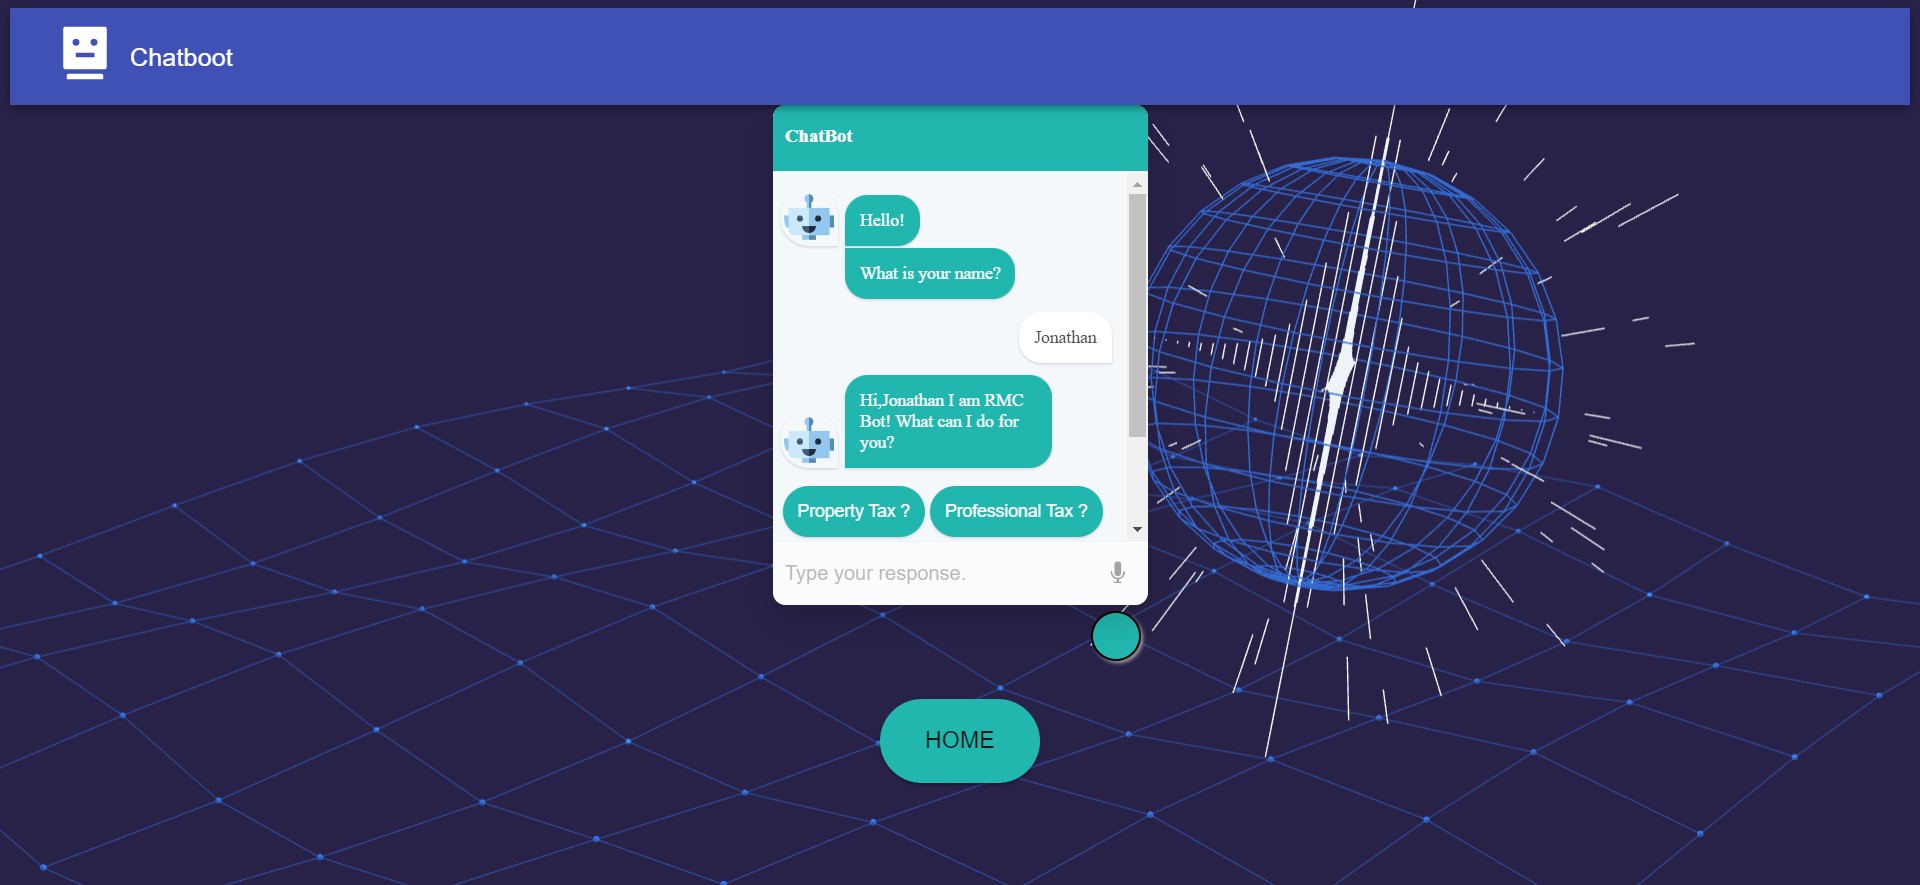 Chatboot
ChatBot
Hello!
What is your name?
Jonathan
Hi,Jonathan I am RMC
Bot! What can I do for
you?
Property Tax ?
Professional Tax ?
Type your response.
HOME